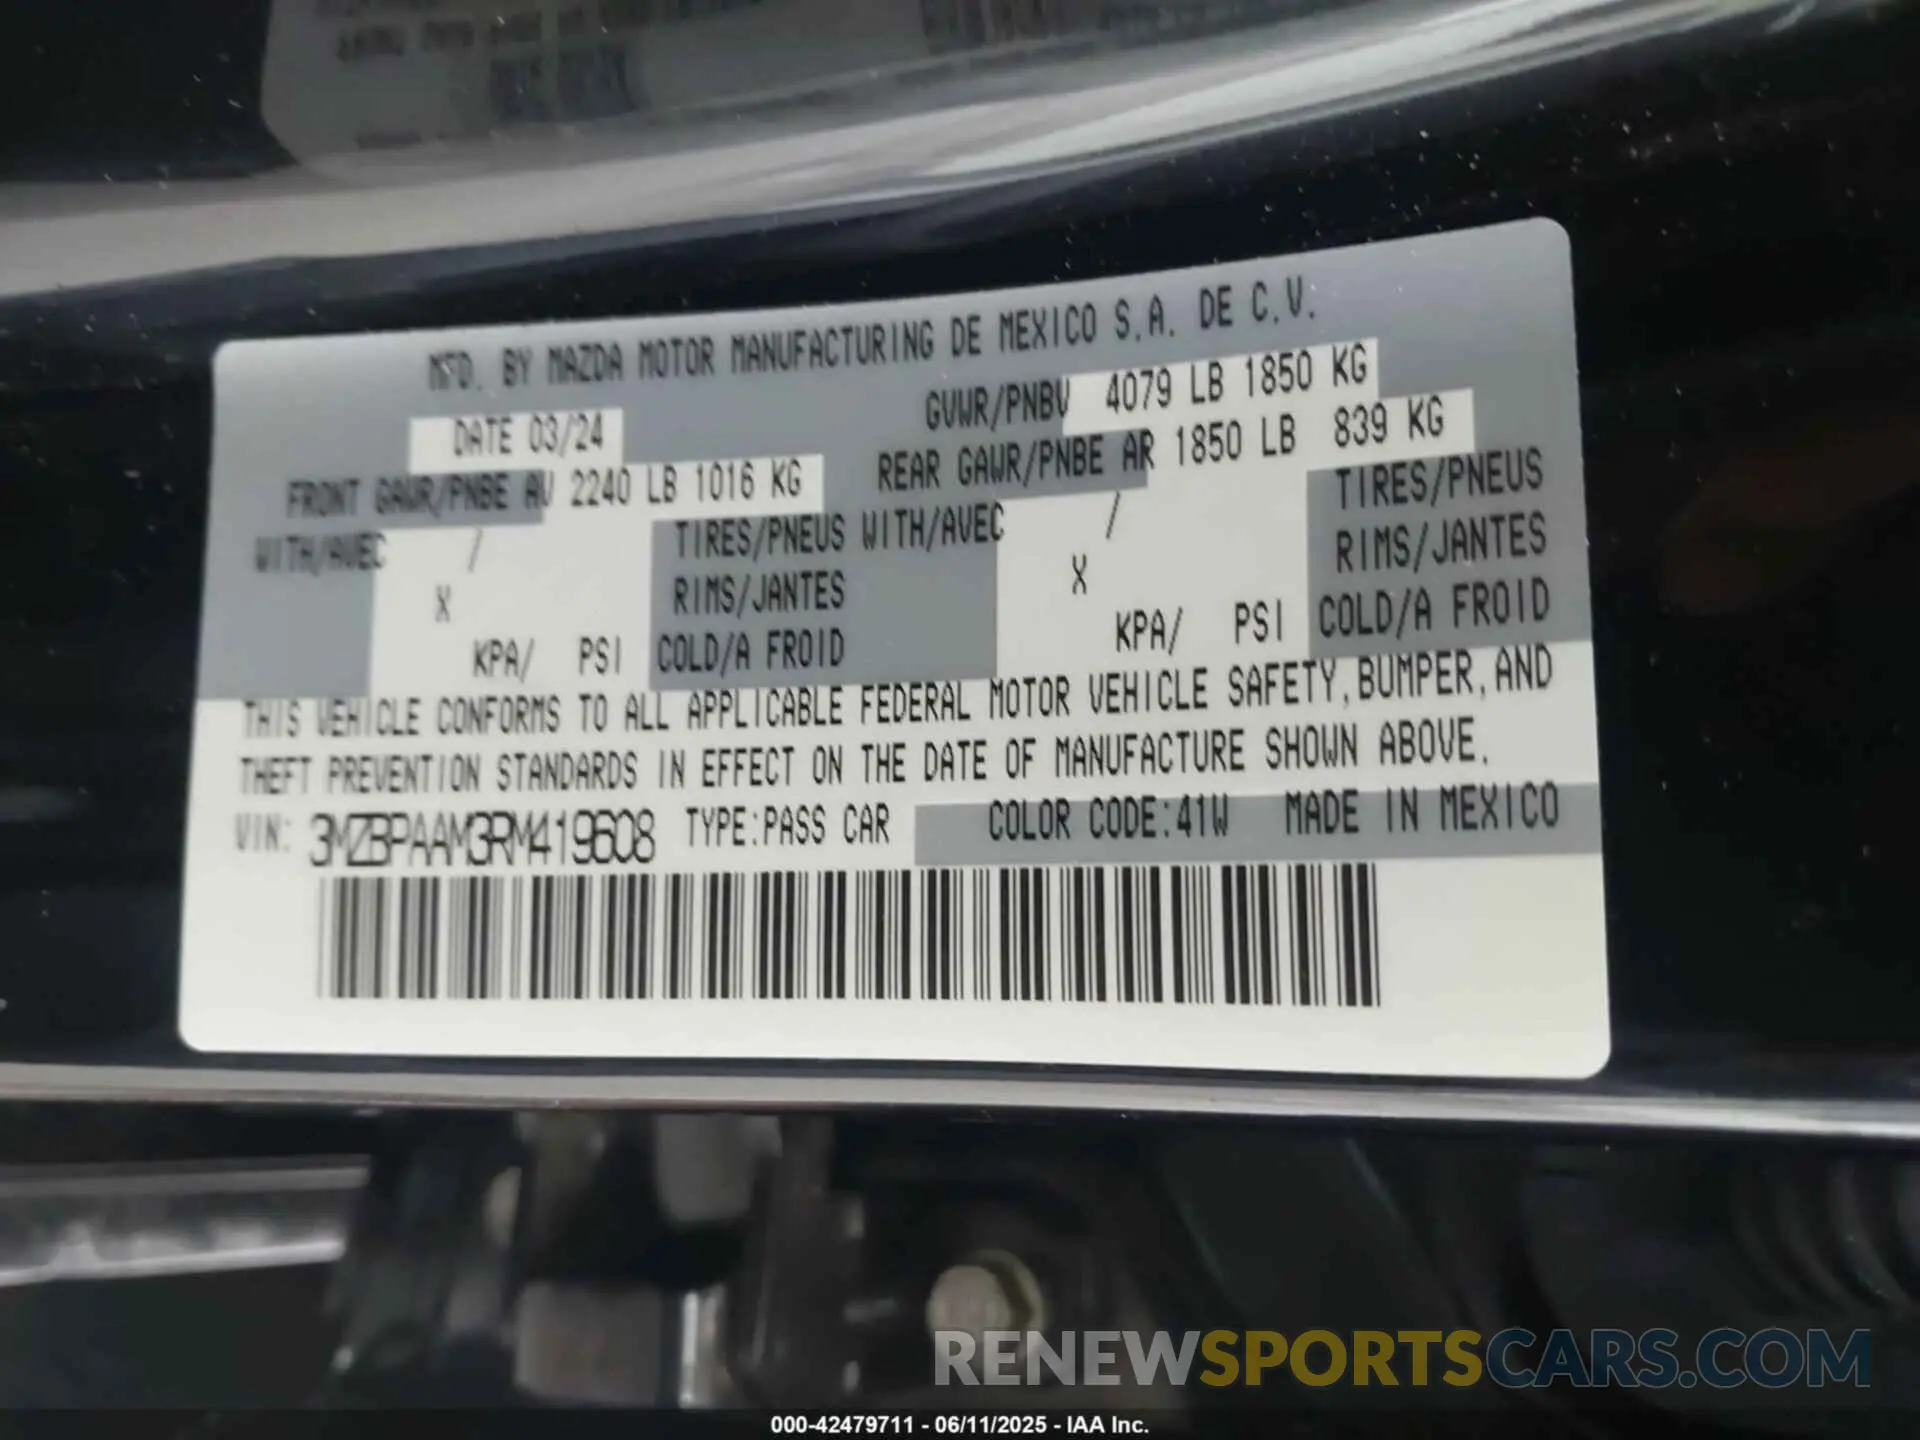 MFD. BY MAZDA MOTOR MANUFACTURING DE MEXICO S.A. DE C.V.
DATE 03/24 GVWR/PNBV 4079 LB 1850 KG
FRONT GAWR/PNBE AV 2240 LB 1016 KG REAR GAWR/PNBE AR 1850 LB 839 KG
WITH/AVEC / TIRES/PNEUS WITH/AVEC / TIRES/PNEUS
X RIMS/JANTES X RIMS/JANTES
KPA/ PSI COLD/A FROID KPA/ PSI COLD/A FROID
THIS VEHICLE CONFORMS TO ALL APPLICABLE FEDERAL MOTOR VEHICLE SAFETY, BUMPER, AND
THEFT PREVENTION STANDARDS IN EFFECT ON THE DATE OF MANUFACTURE SHOWN ABOVE.
VIN: 3MZBPAAM3RM419608 TYPE:PASS CAR COLOR CODE:41W MADE IN MEXICO
RENEWSPORTSCARS.COM
000-42479711 - 06/11/2025 - IAA Inc.